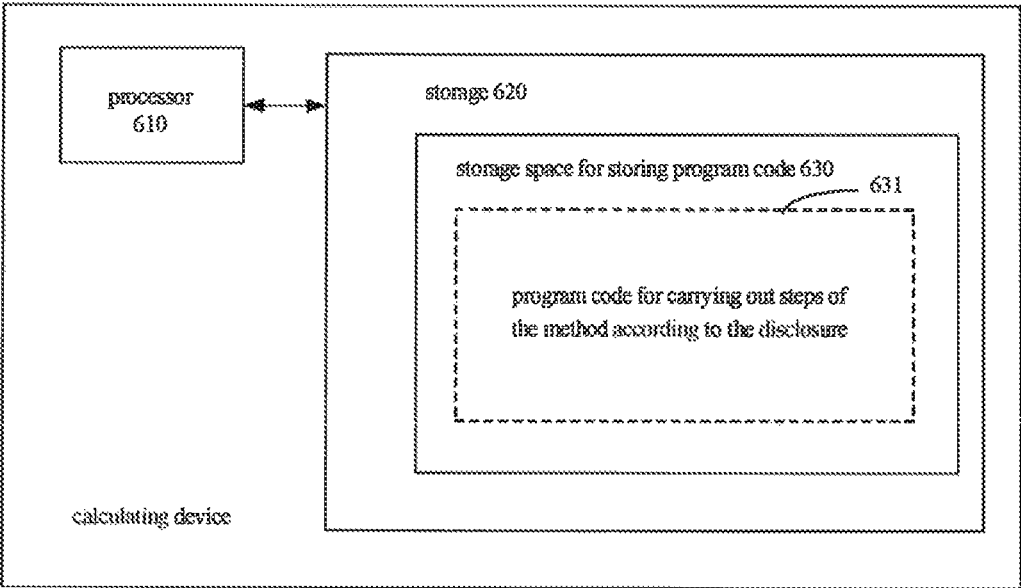 processor
610
storage 620
storage space for storing program code 630
631
program code for carrying out steps of
the method according to the disclosure
calculating device